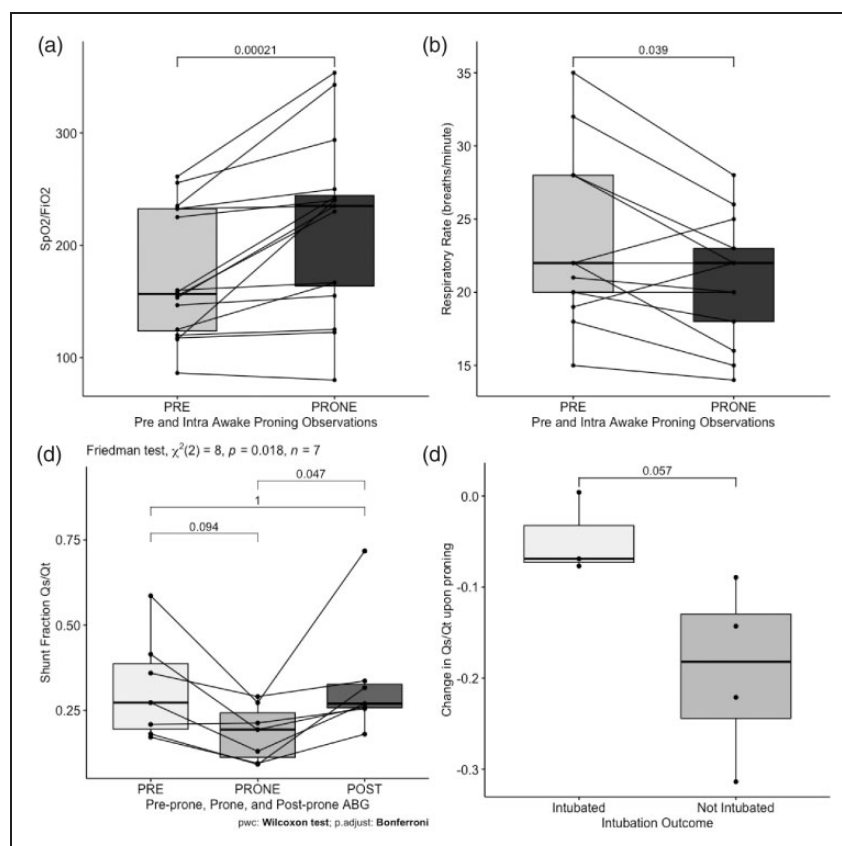 (a)
0.00021
SpO2/FiO2
300
200
100
PRE
PRONE
Pre and Intra Awake Proning Observations
(b)
0.039
Respiratory Rate (breaths/minute)
35
30
25
20
15
PRE
PRONE
Pre and Intra Awake Proning Observations
(d)
Friedman test, χ²(2) = 8, p = 0.018, n = 7
0.047
1
0.094
Shunt Fraction Qs/Qt
0.75
0.50
0.25
PRE
PRONE
POST
Pre-prone, Prone, and Post-prone ABG
pwc: Wilcoxon test; p.adjust: Bonferroni
(d)
0.057
Change in Qs/Qt upon proning
0.0
-0.1
-0.2
-0.3
Intubated
Not Intubated
Intubation Outcome